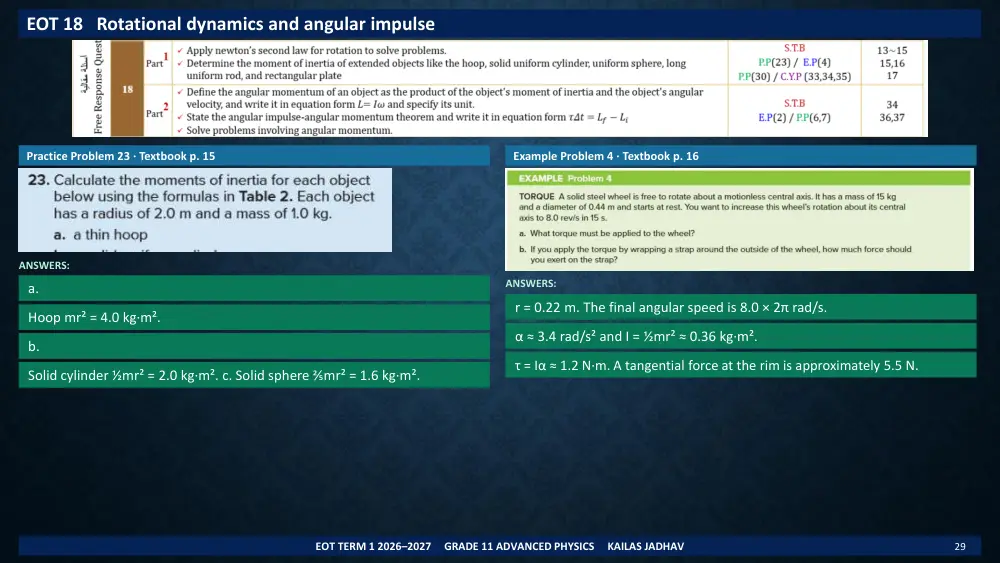 EOT 18 Rotational dynamics and angular impulse
Free Response Quest
18
Part 1
✓ Apply newton's second law for rotation to solve problems.
✓ Determine the moment of inertia of extended objects like the hoop, solid uniform cylinder, uniform sphere, long
uniform rod, and rectangular plate
S.T.B
P.P(23) / E.P(4)
P.P(30) / C.Y.P (33,34,35)
13~15
15,16
17
Part 2
✓ Define the angular momentum of an object as the product of the object's moment of inertia and the object's angular
velocity, and write it in equation form L= Iω and specify its unit.
✓ State the angular impulse-angular momentum theorem and write it in equation form τΔt = Lf − Li
✓ Solve problems involving angular momentum.
S.T.B
E.P(2) / P.P(6,7)
34
36,37
Practice Problem 23 · Textbook p. 15
23. Calculate the moments of inertia for each object
below using the formulas in Table 2. Each object
has a radius of 2.0 m and a mass of 1.0 kg.
a. a thin hoop
ANSWERS:
a.
Hoop mr² = 4.0 kg·m².
b.
Solid cylinder ½mr² = 2.0 kg·m². c. Solid sphere ⅖mr² = 1.6 kg·m².
Example Problem 4 · Textbook p. 16
EXAMPLE Problem 4
TORQUE A solid steel wheel is free to rotate about a motionless central axis. It has a mass of 15 kg
and a diameter of 0.44 m and starts at rest. You want to increase this wheel's rotation about its central
axis to 8.0 rev/s in 15 s.
a. What torque must be applied to the wheel?
b. If you apply the torque by wrapping a strap around the outside of the wheel, how much force should
you exert on the strap?
ANSWERS:
r = 0.22 m. The final angular speed is 8.0 × 2π rad/s.
α ≈ 3.4 rad/s² and I = ½mr² ≈ 0.36 kg·m².
τ = Iα ≈ 1.2 N·m. A tangential force at the rim is approximately 5.5 N.
EOT TERM 1 2026–2027 GRADE 11 ADVANCED PHYSICS KAILAS JADHAV
29